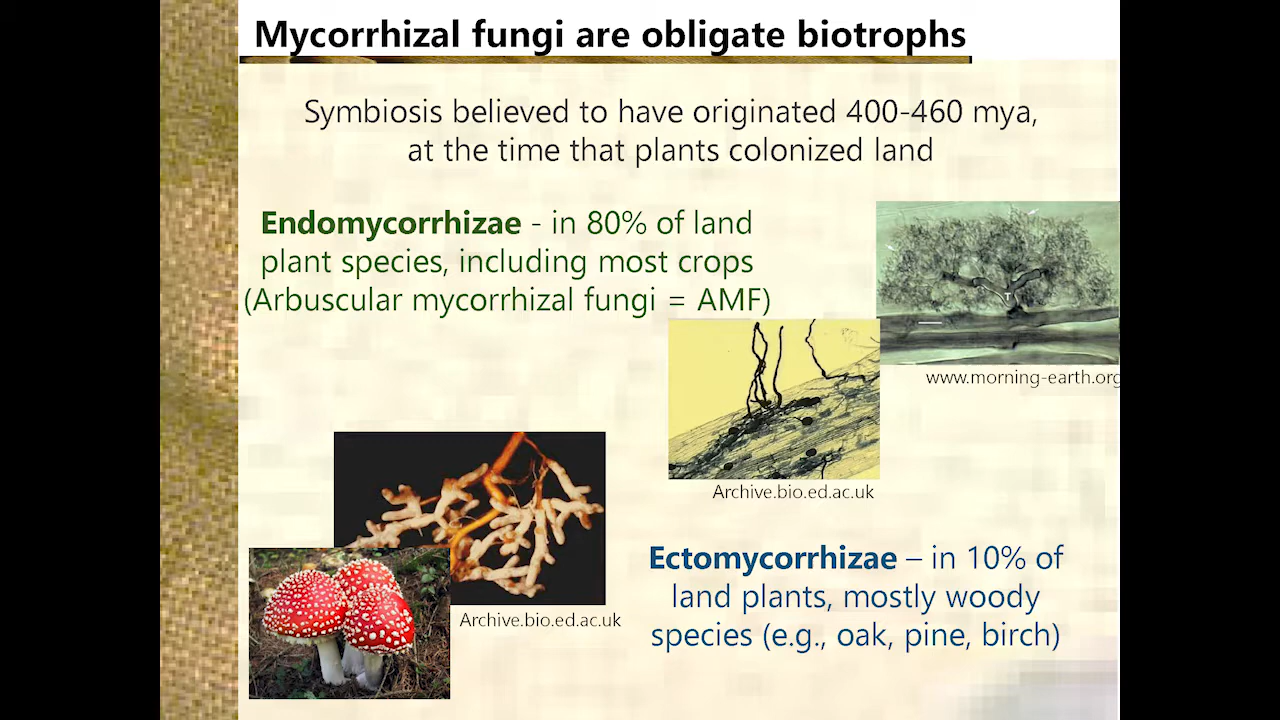 Mycorrhizal fungi are obligate biotrophs
Symbiosis believed to have originated 400-460 mya,
at the time that plants colonized land
Endomycorrhizae - in 80% of land
plant species, including most crops
(Arbuscular mycorrhizal fungi = AMF)
www.morning-earth.org
Archive.bio.ed.ac.uk
Archive.bio.ed.ac.uk
Ectomycorrhizae – in 10% of
land plants, mostly woody
species (e.g., oak, pine, birch)